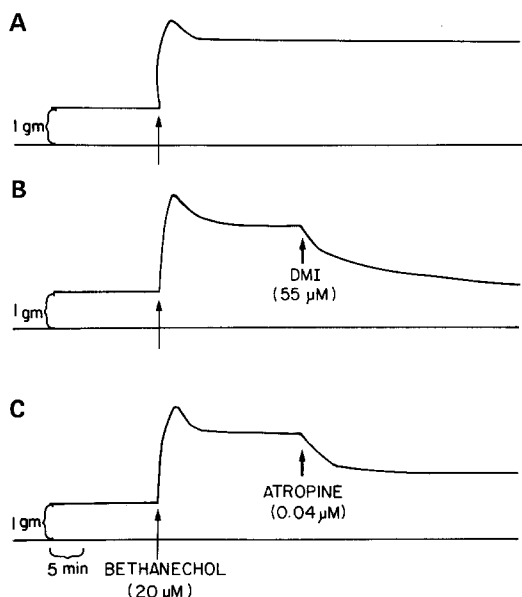 A
1 gm
B
1 gm
DMI
(55 µM)
C
1 gm
ATROPINE
(0.04 µM)
5 min
BETHANECHOL
(20 µM)